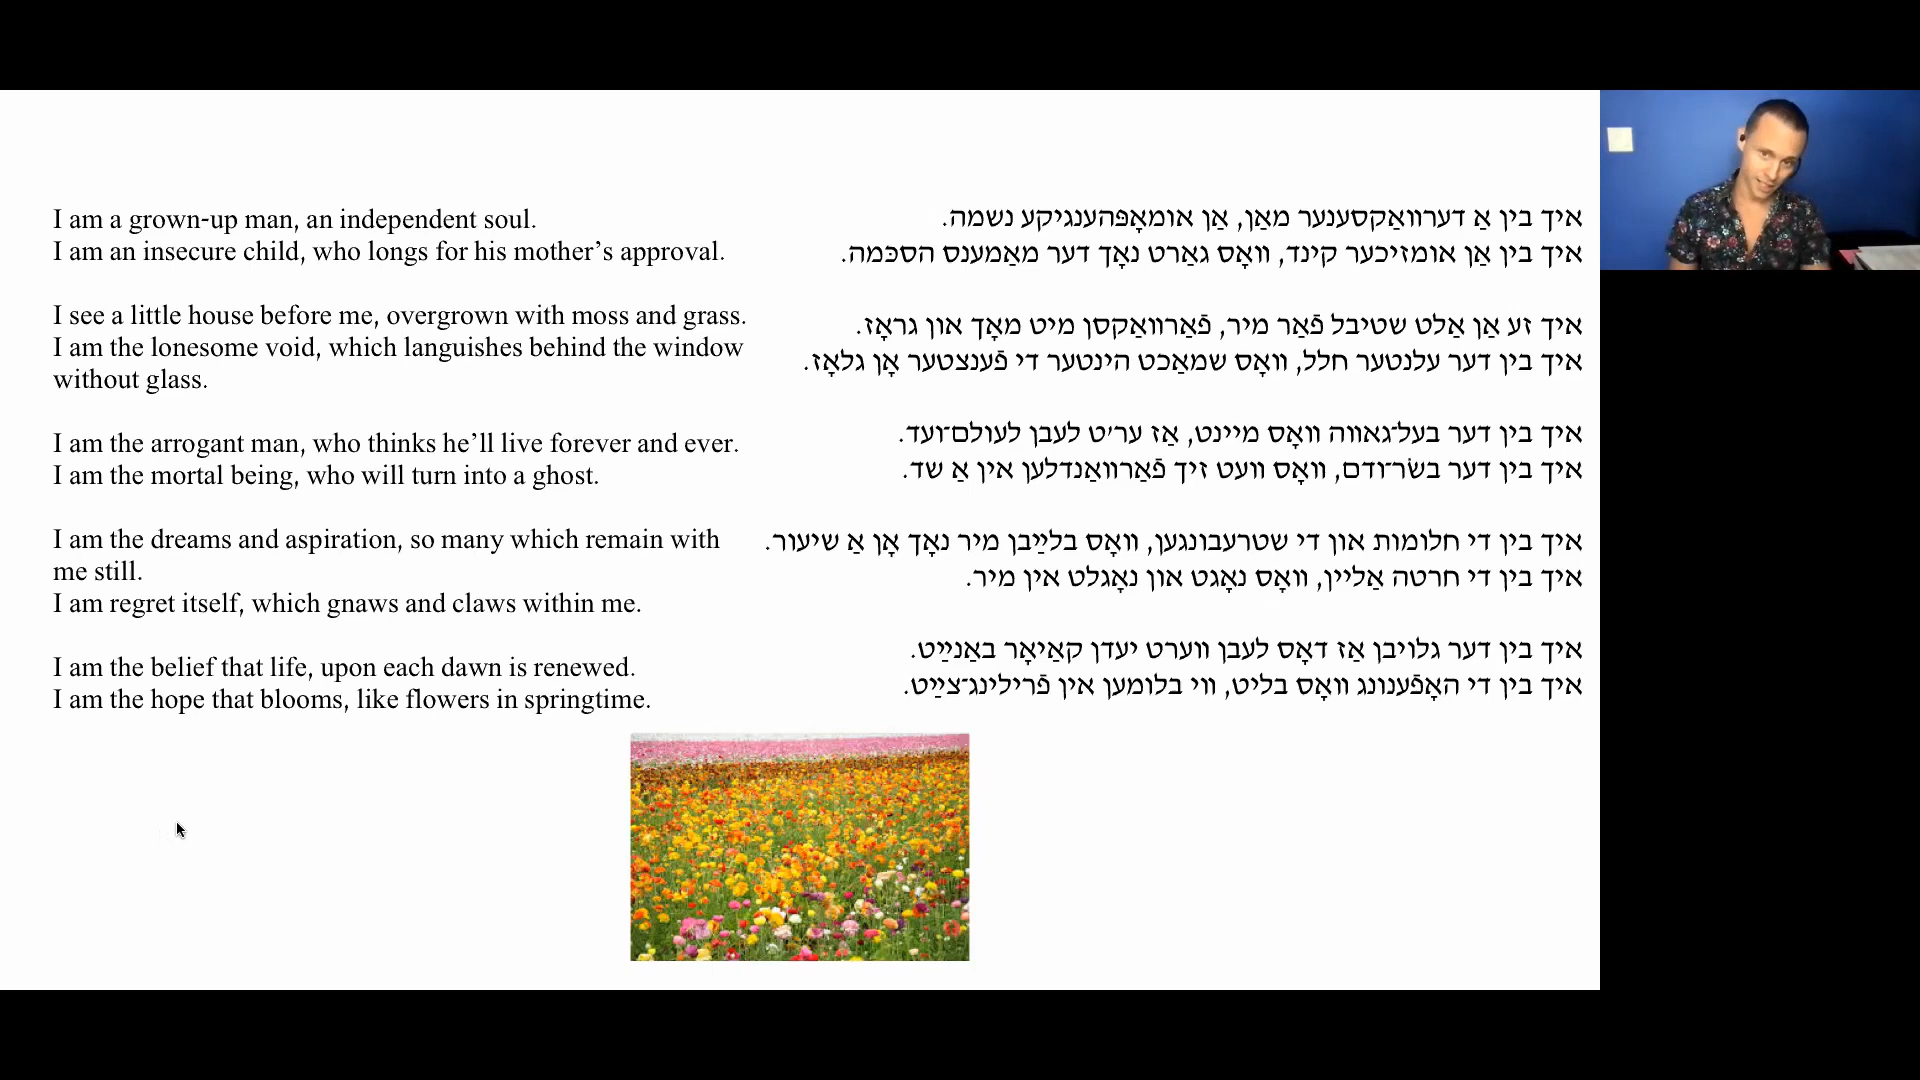 I am a grown-up man, an independent soul.
I am an insecure child, who longs for his mother’s approval.
I see a little house before me, overgrown with moss and grass.
I am the lonesome void, which languishes behind the window
without glass.
I am the arrogant man, who thinks he’ll live forever and ever.
I am the mortal being, who will turn into a ghost.
I am the dreams and aspiration, so many which remain with
me still.
I am regret itself, which gnaws and claws within me.
I am the belief that life, upon each dawn is renewed.
I am the hope that blooms, like flowers in springtime.
איך בין אַ דערוואַקסענער מאַן, אַן אומאָפּהענגיקע נשמה.
איך בין אַן אומזיכער קינד, וואָס גאַרט נאָך דער מאַמענס הסכּמה.
איך זע אַן אַלט שטיבל פֿאַר מיר, פֿאַרוואַקסן מיט מאָך און גראָז.
איך בין דער עלנטער חלל, וואָס שמאַכט הינטער די פֿענצטער אָן גלאָז.
איך בין דער בעל־גאווה וואָס מיינט, אַז ער׳ט לעבן לעולם־ועד.
איך בין דער בשׂר־ודם, וואָס וועט זיך פֿאַרוואַנדלען אין אַ שד.
איך בין די חלומות און די שטרעבונגען, וואָס בלײַבן מיר נאָך אָן אַ שיעור.
איך בין די חרטה אַליין, וואָס נאָגט און נאָגלט אין מיר.
איך בין דער גלויבן אַז דאָס לעבן ווערט יעדן קאַיאָר באַנײַט.
איך בין די האָפֿענונג וואָס בליט, ווי בלומען אין פֿרילינג־צײַט.